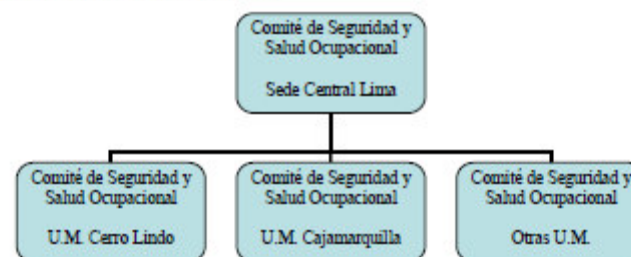 Comité de Seguridad y
Salud Ocupacional
Sede Central Lima
Comité de Seguridad y
Salud Ocupacional
U.M. Cerro Lindo
Comité de Seguridad y
Salud Ocupacional
U.M. Cajamarquilla
Comité de Seguridad y
Salud Ocupacional
Otras U.M.